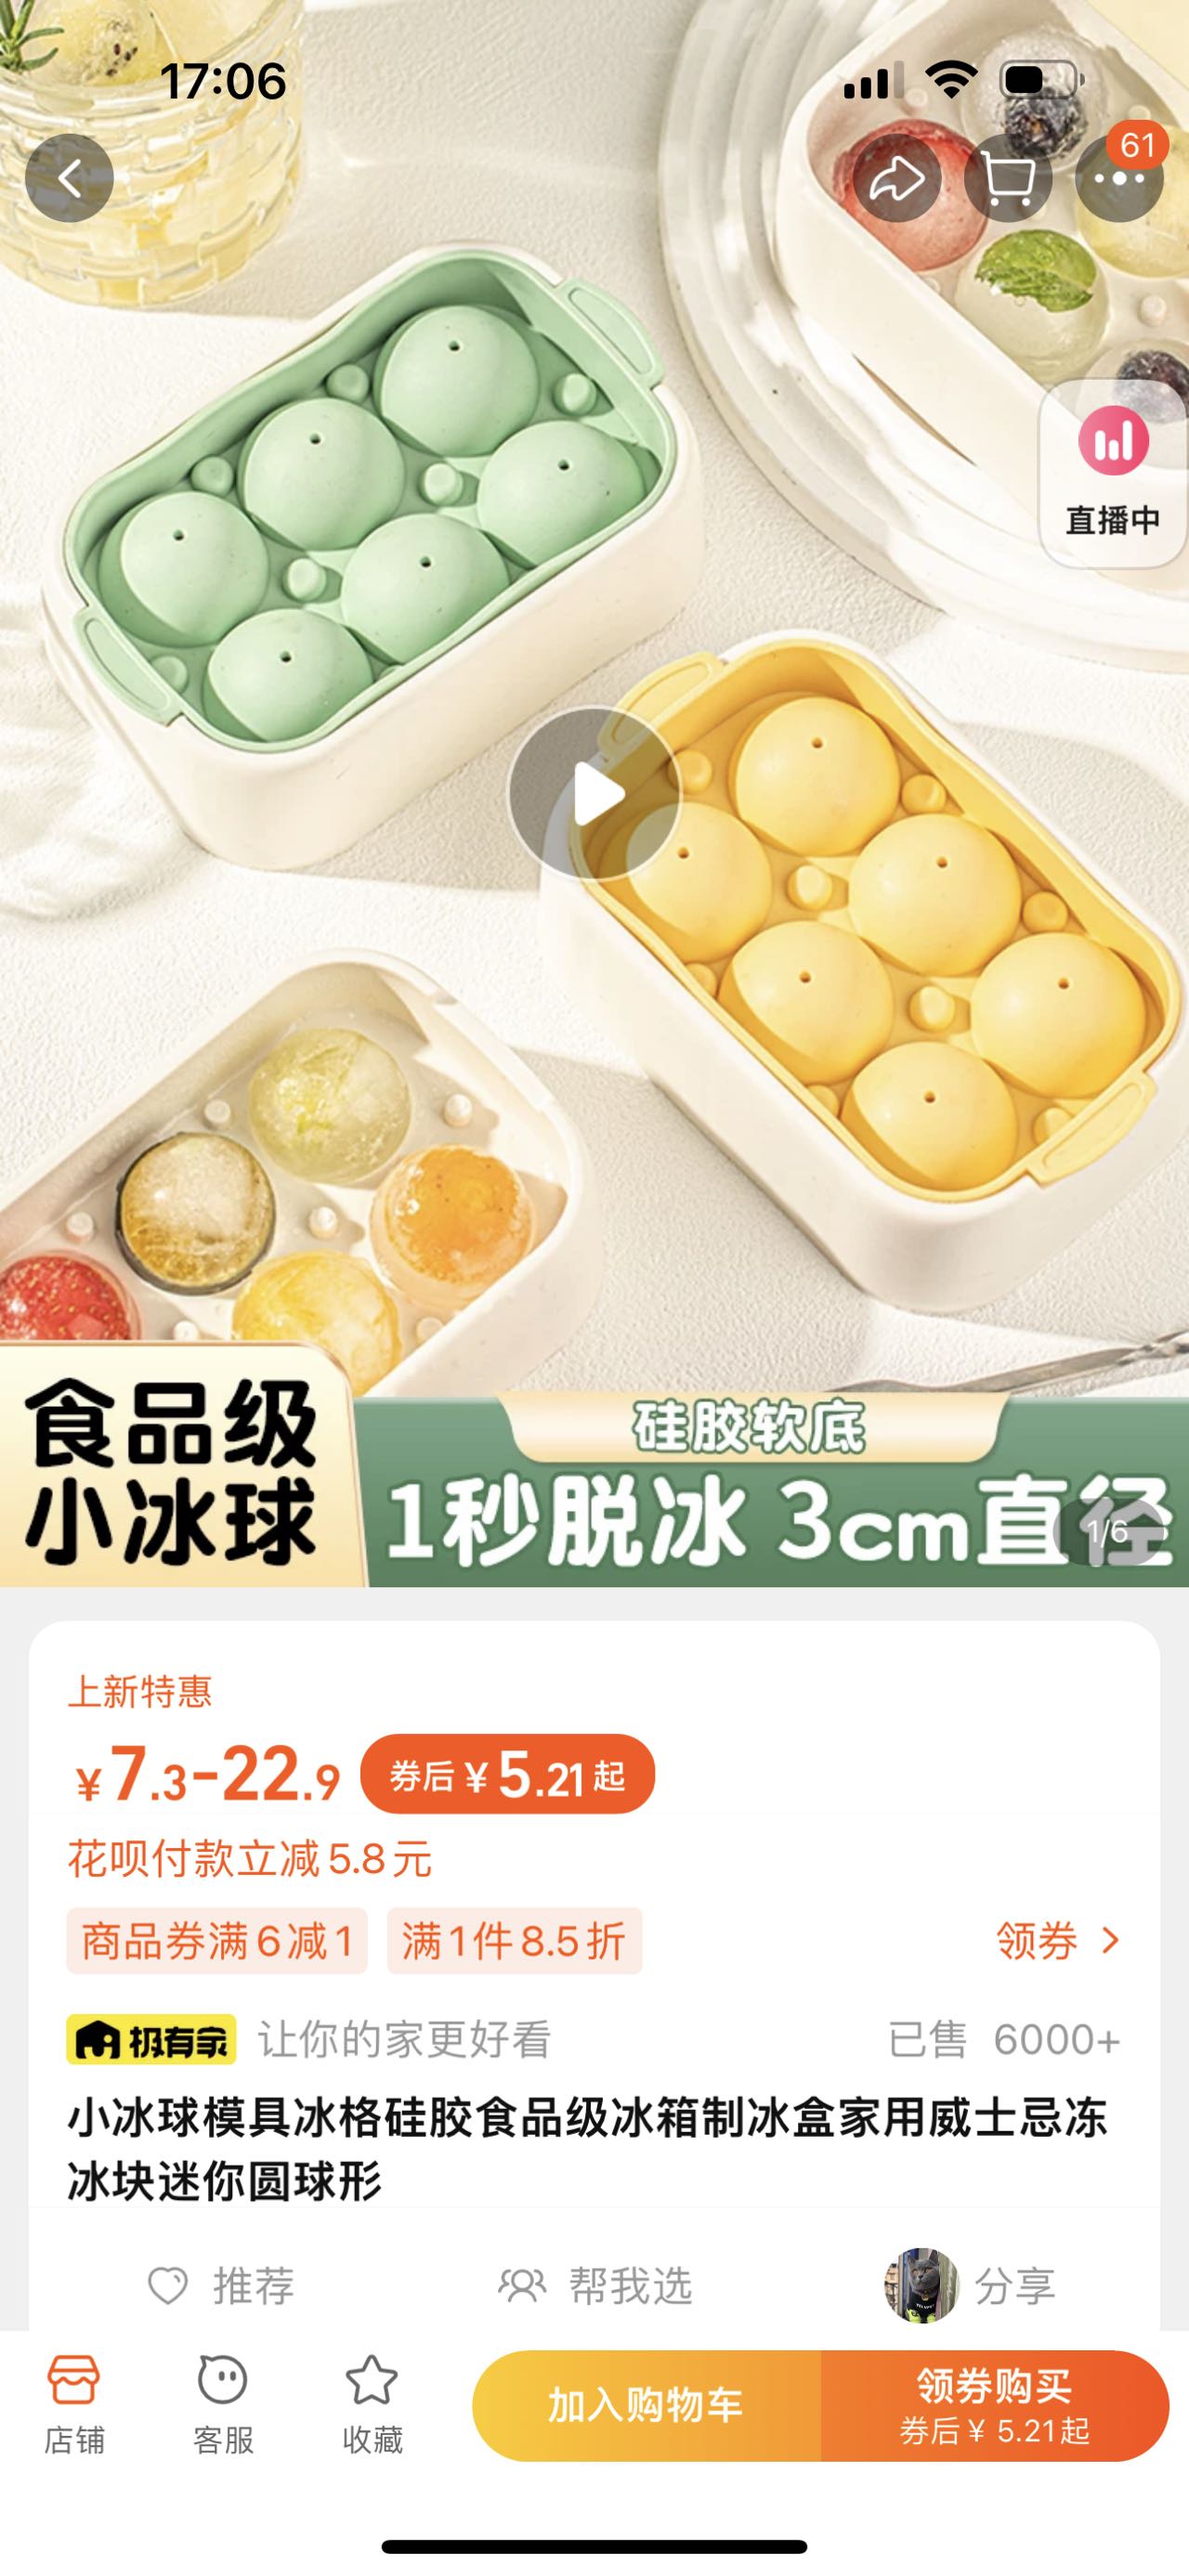 17:06
61
直播中
食品级
小冰球
硅胶软底
1秒脱冰 3cm直径
1/6
上新特惠
¥7.3-22.9 券后¥5.21起
花呗付款立减5.8元
商品券满6减1 满1件8.5折 领券
极有家 让你的家更好看 已售 6000+
小冰球模具冰格硅胶食品级冰箱制冰盒家用威士忌冻
冰块迷你圆球形
推荐 帮我选 分享
店铺 客服 收藏 加入购物车 领券购买
券后¥ 5.21起